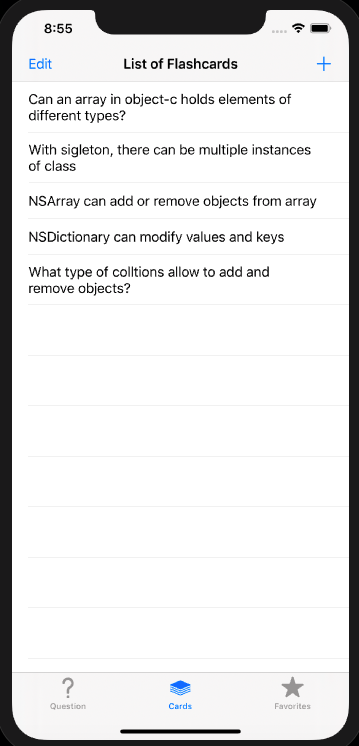 8:55
Edit List of Flashcards +
Can an array in object-c holds elements of
different types?
With sigleton, there can be multiple instances
of class
NSArray can add or remove objects from array
NSDictionary can modify values and keys
What type of colltions allow to add and
remove objects?
Question Cards Favorites